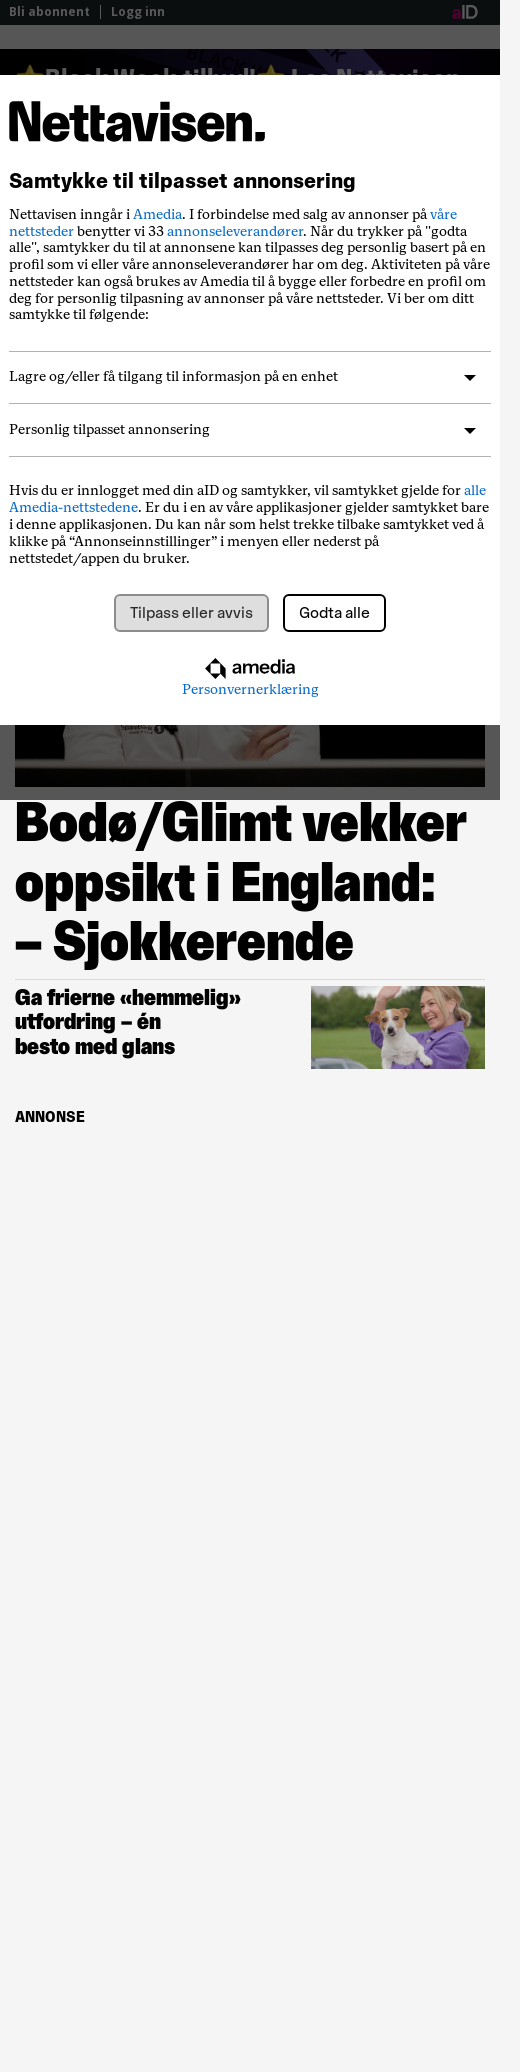 Bli abonnent
Logg inn
aID
Nettavisen.
Samtykke til tilpasset annonsering
Nettavisen inngår i Amedia. I forbindelse med salg av annonser på våre
nettsteder benytter vi 33 annonseleverandører. Når du trykker på "godta
alle", samtykker du til at annonsene kan tilpasses deg personlig basert på en
profil som vi eller våre annonseleverandører har om deg. Aktiviteten på våre
nettsteder kan også brukes av Amedia til å bygge eller forbedre en profil om
deg for personlig tilpasning av annonser på våre nettsteder. Vi ber om ditt
samtykke til følgende:
Lagre og/eller få tilgang til informasjon på en enhet
Personlig tilpasset annonsering
Hvis du er innlogget med din aID og samtykker, vil samtykket gjelde for alle
Amedia-nettstedene. Er du i en av våre applikasjoner gjelder samtykket bare
i denne applikasjonen. Du kan når som helst trekke tilbake samtykket ved å
klikke på “Annonseinnstillinger” i menyen eller nederst på
nettstedet/appen du bruker.
Tilpass eller avvis
Godta alle
amedia
Personvernerklæring
Bodø/Glimt vekker
oppsikt i England:
– Sjokkerende
Ga frierne «hemmelig»
utfordring – én
besto med glans
ANNONSE